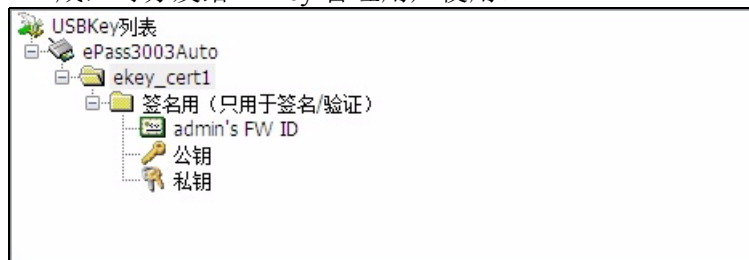 USBKey列表
ePass3003Auto
ekey_cert1
签名用（只用于签名/验证）
admin's FW ID
公钥
私钥